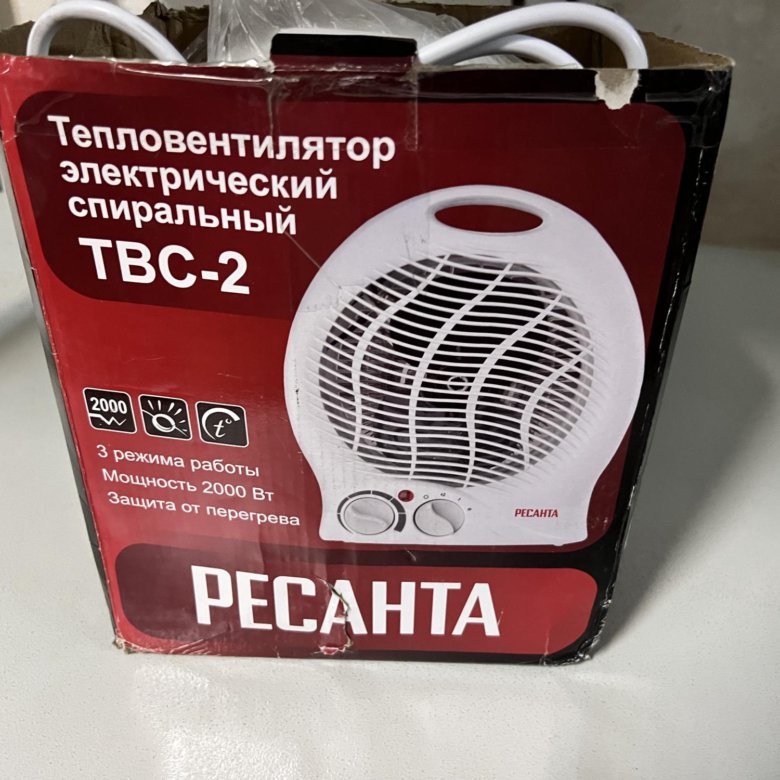 Тепловентилятор
электрический
спиральный
ТВС-2
2000
t°
3 режима работы
Мощность 2000 Вт
Защита от перегрева
РЕСАНТА
РЕСАНТА